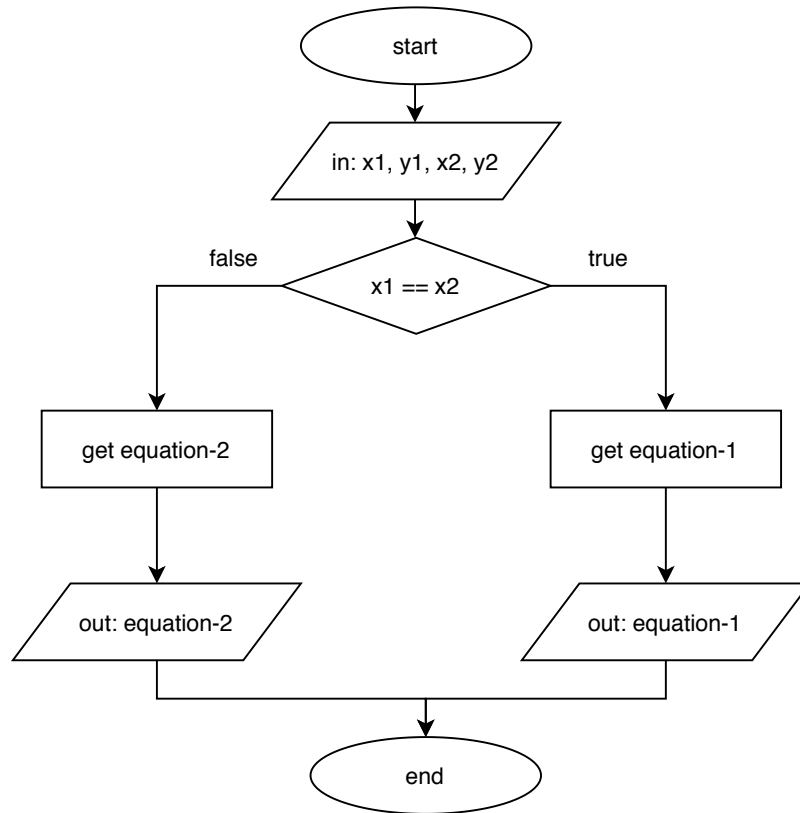 start
in: x1, y1, x2, y2
false
true
x1 == x2
get equation-2
get equation-1
out: equation-2
out: equation-1
end